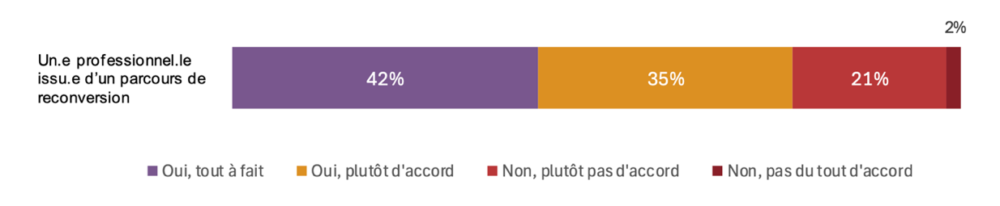 2%
Un.e professionnel.le
issu.e d’un parcours de
reconversion
42%
35%
21%
Oui, tout à fait
Oui, plutôt d'accord
Non, plutôt pas d'accord
Non, pas du tout d'accord